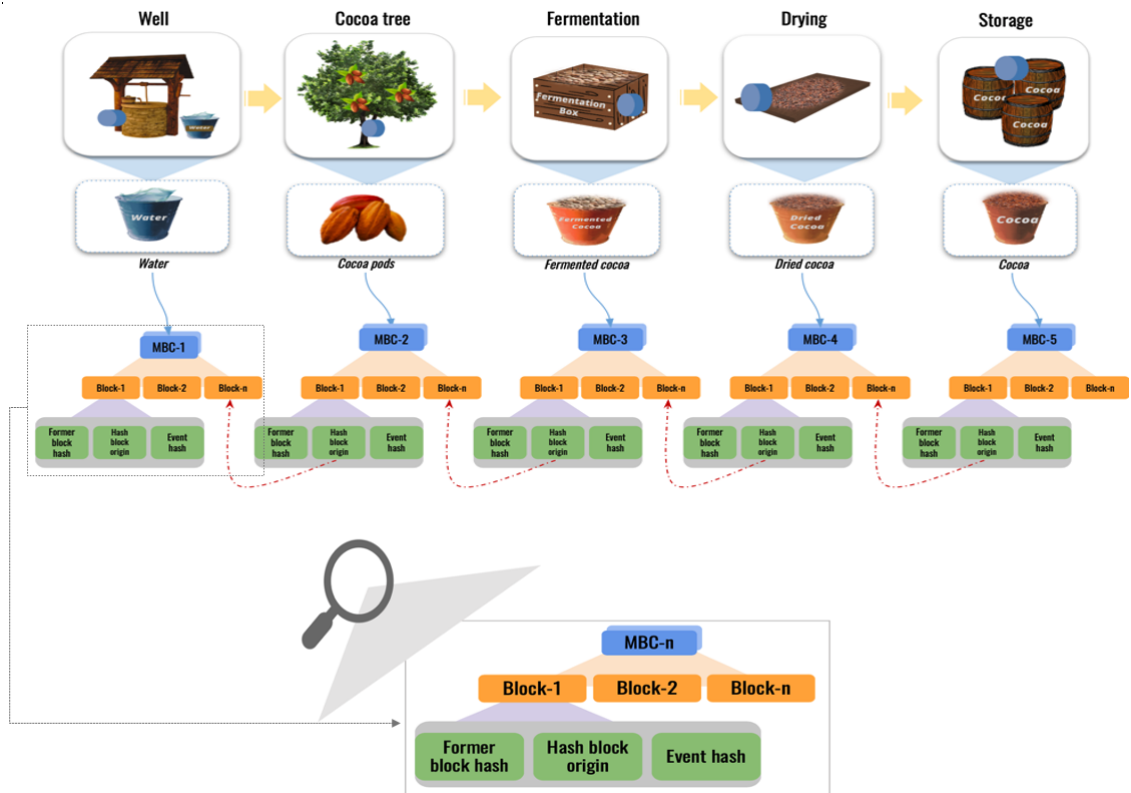 Well
Cocoa tree
Fermentation
Drying
Storage
Water
Fermentation
Box
Cocoa
Cocoa
Water
Fermented
Cocoa
Dried
Cocoa
Cocoa
Water
Cocoa pods
Fermented cocoa
Dried cocoa
Cocoa
MBC-1
MBC-2
MBC-3
MBC-4
MBC-5
Block-1
Block-2
Block-n
Block-1
Block-2
Block-n
Block-1
Block-2
Block-n
Block-1
Block-2
Block-n
Block-1
Block-2
Block-n
Former
block
hash
Hash
block
origin
Event
hash
Former
block
hash
Hash
block
origin
Event
hash
Former
block
hash
Hash
block
origin
Event
hash
Former
block
hash
Hash
block
origin
Event
hash
Former
block
hash
Hash
block
origin
Event
hash
MBC-n
Block-1
Block-2
Block-n
Former
block hash
Hash block
origin
Event hash